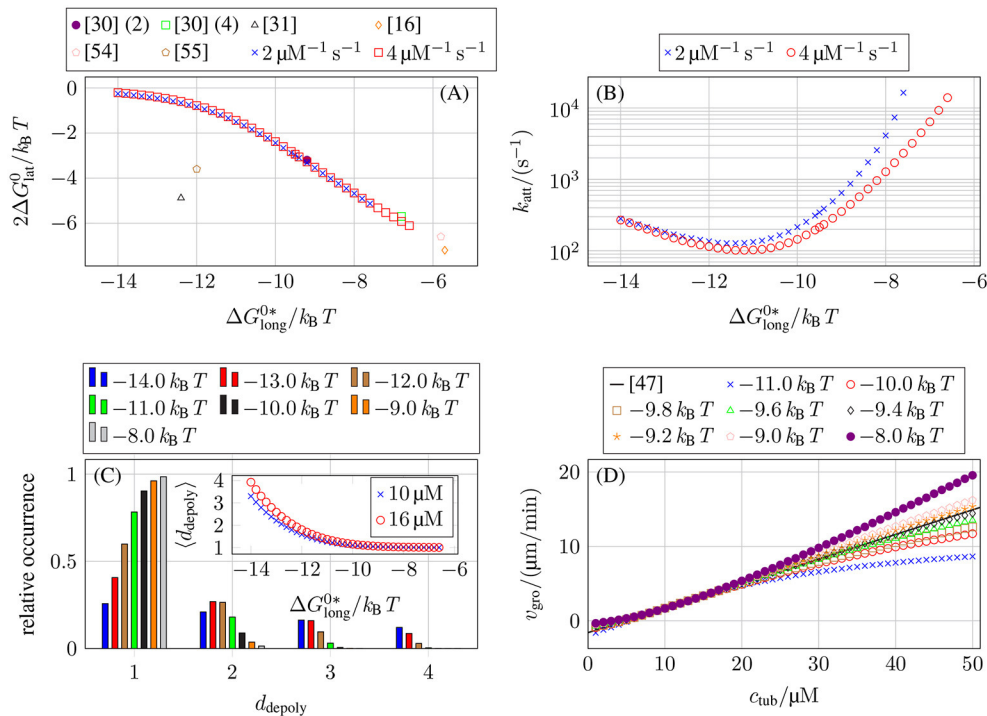 [30] (2) [30] (4) [31] [16]
[54] [55] 2 μM⁻¹ s⁻¹ 4 μM⁻¹ s⁻¹
(A)
0
−2
−4
−6
2ΔG⁰lat/kB T
−14 −12 −10 −8 −6
ΔG⁰*long/kB T
2 μM⁻¹ s⁻¹ 4 μM⁻¹ s⁻¹
(B)
10⁴
10³
10²
katt/(s⁻¹)
−14 −12 −10 −8 −6
ΔG⁰*long/kB T
−14.0 kB T −13.0 kB T −12.0 kB T
−11.0 kB T −10.0 kB T −9.0 kB T
−8.0 kB T
(C)
1
0.5
0
relative occurrence
4
3
2
1
⟨ddepoly⟩
10 μM
16 μM
−14 −12 −10 −8 −6
ΔG⁰*long/kB T
1 2 3 4
ddepoly
[47] −11.0 kB T −10.0 kB T
−9.8 kB T −9.6 kB T −9.4 kB T
−9.2 kB T −9.0 kB T −8.0 kB T
(D)
20
10
0
vgro/(μm/min)
0 10 20 30 40 50
ctub/μM